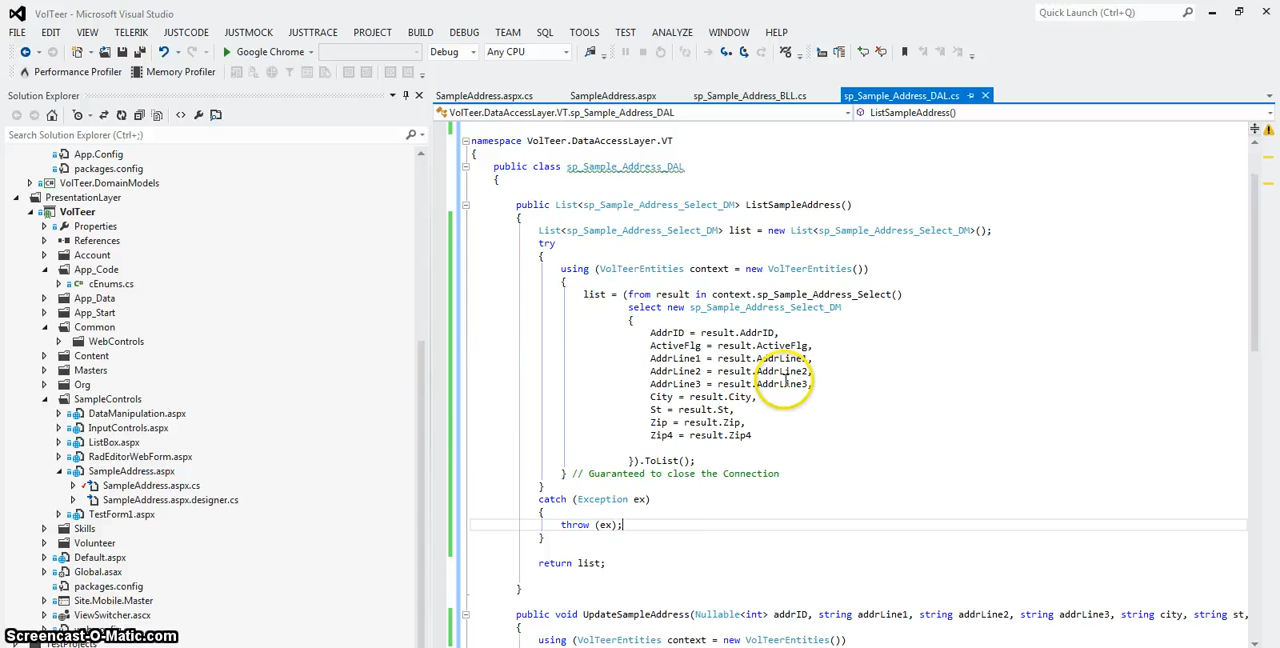 VolTeer - Microsoft Visual Studio
Quick Launch (Ctrl+Q)
FILE EDIT VIEW TELERIK JUSTCODE JUSTMOCK JUSTTRACE PROJECT BUILD DEBUG TEAM SQL TOOLS TEST ANALYZE WINDOW HELP
Google Chrome Debug Any CPU
Performance Profiler Memory Profiler
Solution Explorer
Search Solution Explorer (Ctrl+;)
App.Config
packages.config
VolTeer.DomainModels
PresentationLayer
VolTeer
Properties
References
Account
App_Code
cEnums.cs
App_Data
App_Start
Common
WebControls
Content
Masters
Org
SampleControls
DataManipulation.aspx
InputControls.aspx
ListBox.aspx
RadEditorWebForm.aspx
SampleAddress.aspx
SampleAddress.aspx.cs
SampleAddress.aspx.designer.cs
TestForm1.aspx
Skills
Volunteer
Default.aspx
Global.asax
packages.config
Site.Mobile.Master
ViewSwitcher.ascx
Screencast-O-Matic.com
SampleAddress.aspx.cs SampleAddress.aspx sp_Sample_Address_BLL.cs sp_Sample_Address_DAL.cs
VolTeer.DataAccessLayer.VT.sp_Sample_Address_DAL ListSampleAddress()
namespace VolTeer.DataAccessLayer.VT
{
public class sp_Sample_Address_DAL
{
public List<sp_Sample_Address_Select_DM> ListSampleAddress()
{
List<sp_Sample_Address_Select_DM> list = new List<sp_Sample_Address_Select_DM>();
try
{
using (VolTeerEntities context = new VolTeerEntities())
{
list = (from result in context.sp_Sample_Address_Select()
select new sp_Sample_Address_Select_DM
{
AddrID = result.AddrID,
ActiveFlg = result.ActiveFlg,
AddrLine1 = result.AddrLine1,
AddrLine2 = result.AddrLine2,
AddrLine3 = result.AddrLine3,
City = result.City,
St = result.St,
Zip = result.Zip,
Zip4 = result.Zip4
}).ToList();
} // Guaranteed to close the Connection
}
catch (Exception ex)
{
throw (ex);
}
return list;
}
public void UpdateSampleAddress(Nullable<int> addrID, string addrLine1, string addrLine2, string addrLine3, string city, string st,
{
using (VolTeerEntities context = new VolTeerEntities())